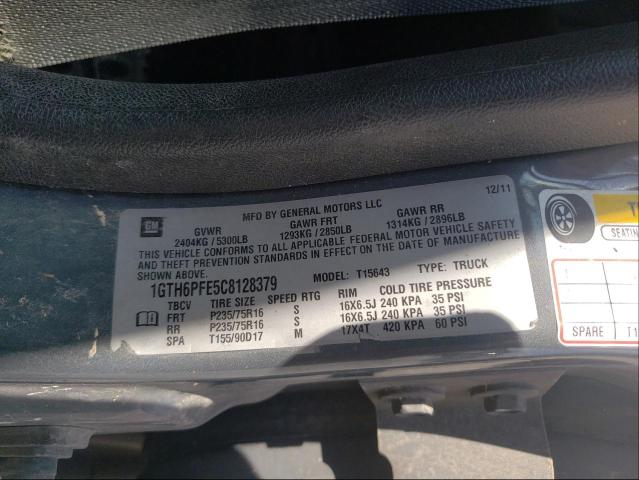 GM
MFD BY GENERAL MOTORS LLC 12/11
GVWR GAWR FRT GAWR RR
2404KG / 5300LB 1293KG / 2850LB 1314KG / 2896LB
THIS VEHICLE CONFORMS TO ALL APPLICABLE FEDERAL MOTOR VEHICLE SAFETY
AND THEFT PREVENTION STANDARDS IN EFFECT ON THE DATE OF MANUFACTURE SHOWN ABOVE.
1GTH6PFE5C8128379 MODEL: T15643 TYPE: TRUCK
TBCV TIRE SIZE SPEED RTG RIM COLD TIRE PRESSURE
FRT P235/75R16 S 16X6.5J 240 KPA 35 PSI
RR P235/75R16 S 16X6.5J 240 KPA 35 PSI
SPA T155/90D17 M 17X4T 420 KPA 60 PSI
SEATIN
SPARE T1